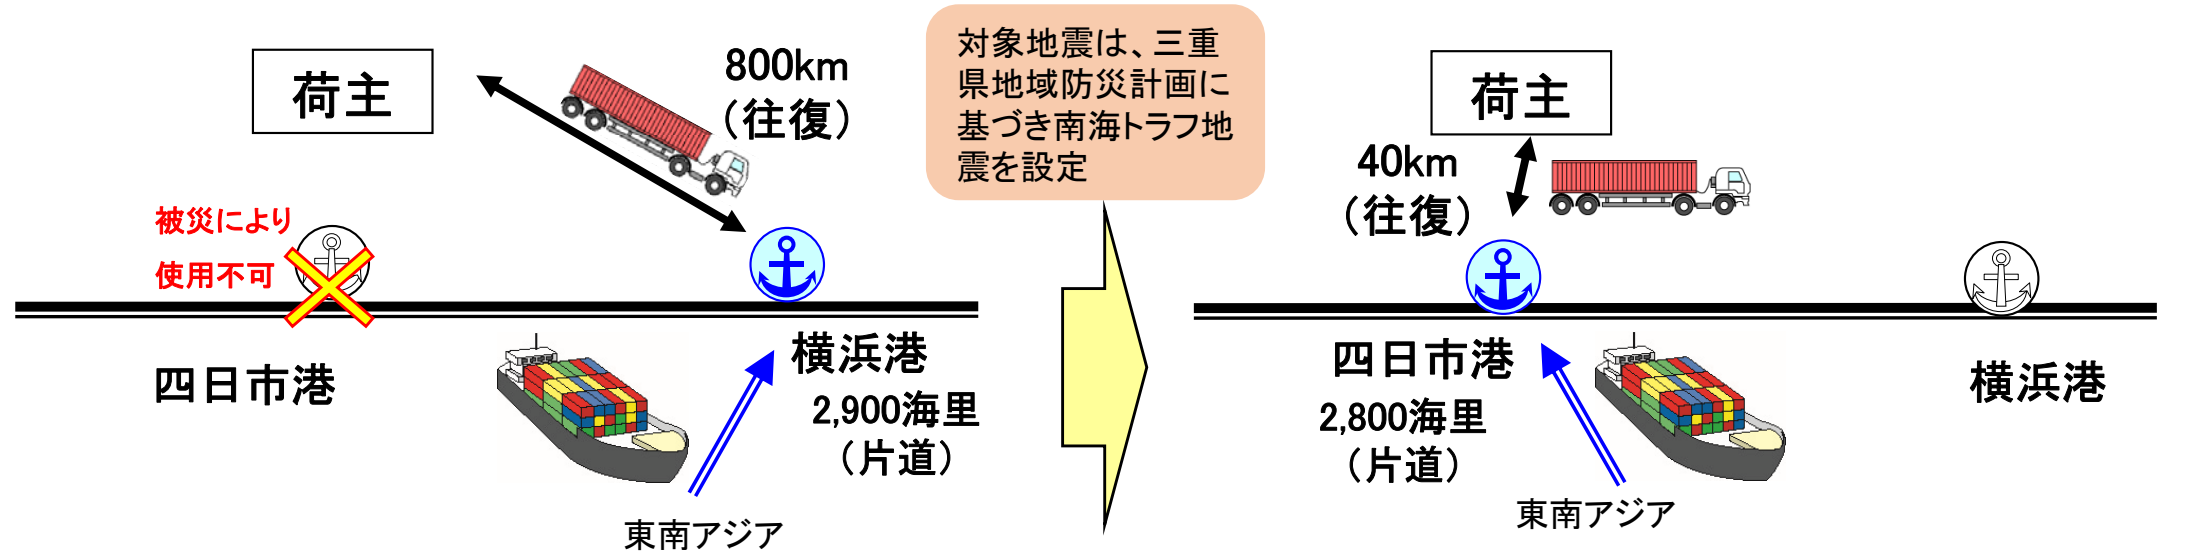 荷主
800km
（往復）
被災により
使用不可
四日市港
横浜港
2,900海里
（片道）
東南アジア
対象地震は、三重
県地域防災計画に
基づき南海トラフ地
震を設定
荷主
40km
（往復）
四日市港
2,800海里
（片道）
東南アジア
横浜港